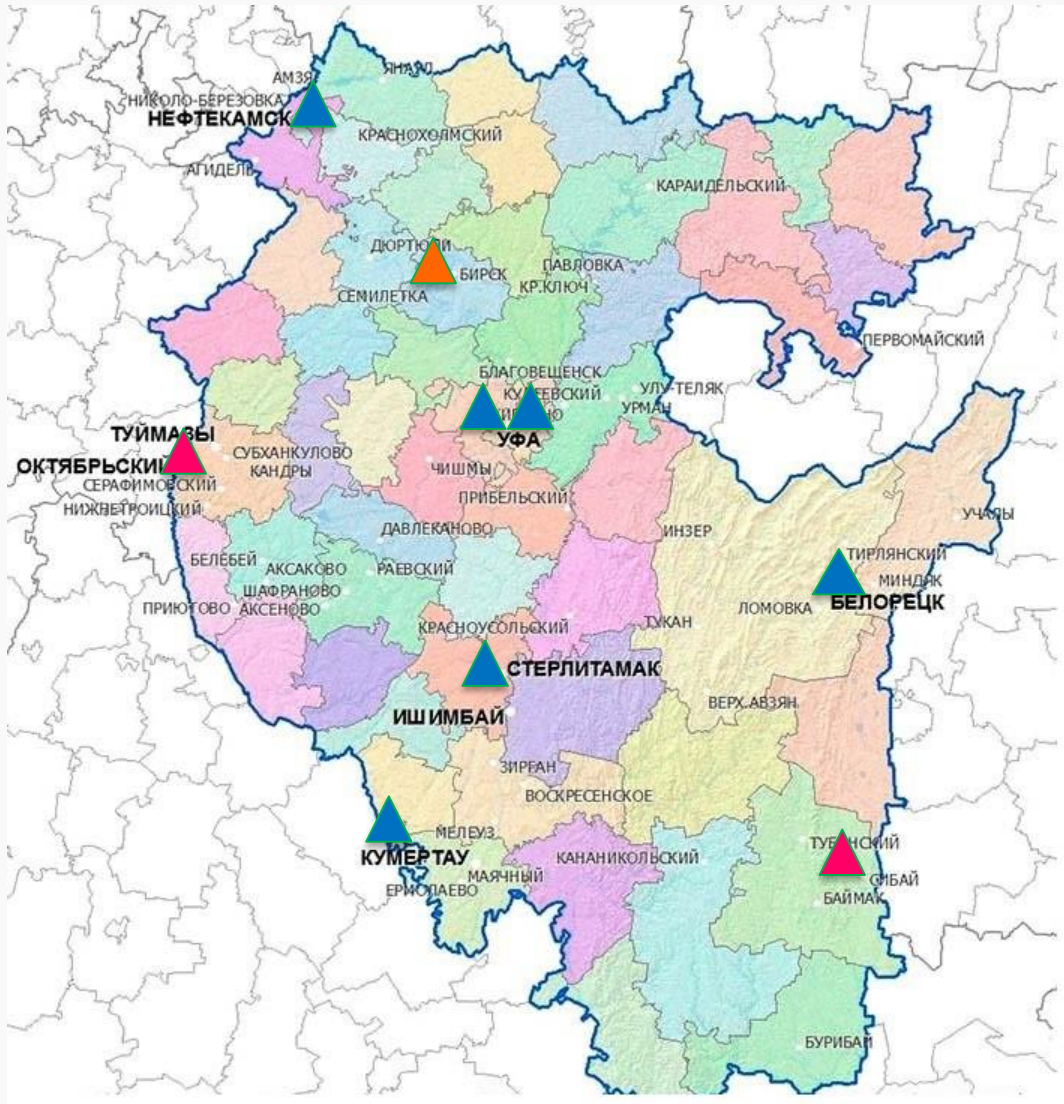 ЯНАУЛ
АМЗЯ
НИКОЛО-БЕРЕЗОВКА
НЕФТЕКАМСК
КРАСНОХОЛМСКИЙ
АГИДЕЛЬ
КАРАИДЕЛЬСКИЙ
ДЮРТЮЛИ
БИРСК
ПАВЛОВКА
КР.КЛЮЧ
СЕМИЛЕТКА
ПЕРВОМАЙСКИЙ
БЛАГОВЕЩЕНСК
УЛУ-ТЕЛЯК
УРМАН
УФА
ТУЙМАЗЫ
СУБХАНКУЛОВО
ОКТЯБРЬСКИЙ
КАНДРЫ
ЧИШМЫ
СЕРАФИМОВСКИЙ
ПРИБЕЛЬСКИЙ
НИЖНЕТРОИЦКИЙ
УЧАЛЫ
ДАВЛЕКАНОВО
ИНЗЕР
ТИРЛЯНСКИЙ
БЕЛЕБЕЙ
АКСАКОВО
РАЕВСКИЙ
МИНДЯК
ШАФРАНОВО
БЕЛОРЕЦК
ПРИЮТОВО
АКСЕНОВО
ЛОМОВКА
ТУКАН
КРАСНОУСОЛЬСКИЙ
СТЕРЛИТАМАК
ВЕРХ.АВЗЯН
ИШИМБАЙ
ЗИРГАН
ВОСКРЕСЕНСКОЕ
МЕЛЕУЗ
КУМЕРТАУ
КАНАНИКОЛЬСКИЙ
МАЯЧНЫЙ
СИБАЙ
ЕРМОЛАЕВО
БАЙМАК
БУРИБАЙ